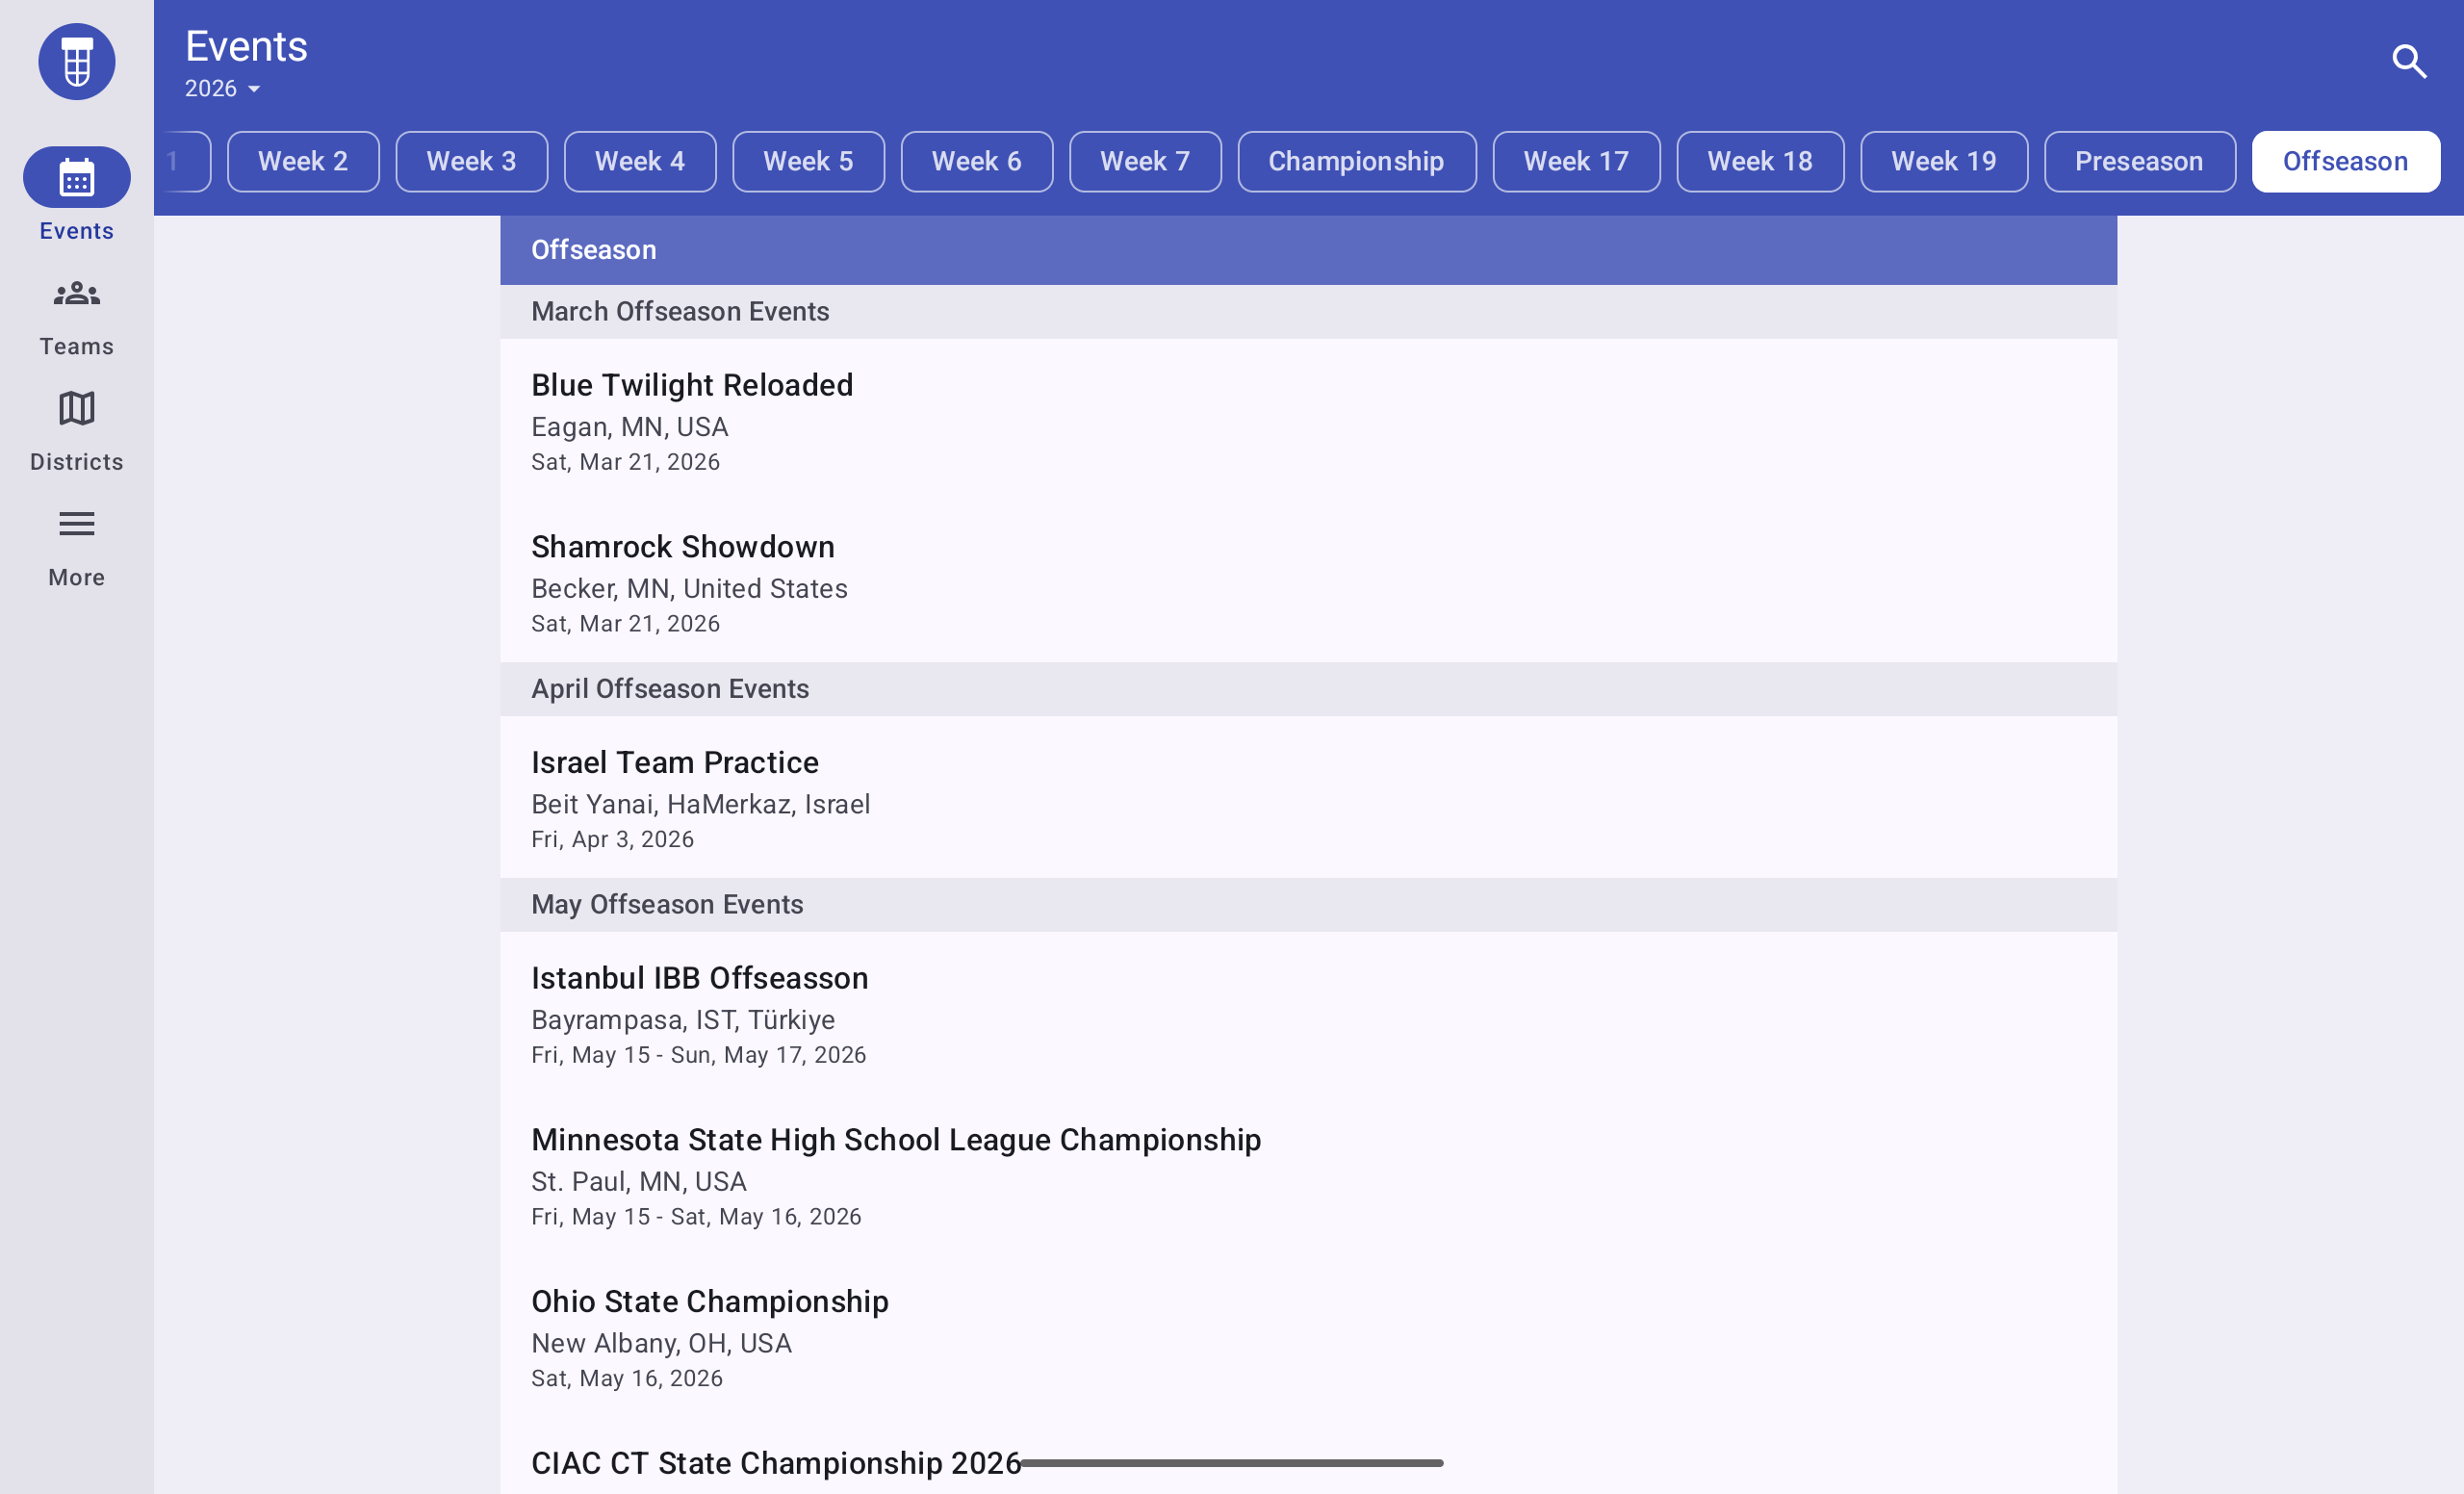 Events
2026
1
Week 2
Week 3
Week 4
Week 5
Week 6
Week 7
Championship
Week 17
Week 18
Week 19
Preseason
Offseason
Events
Teams
Districts
More
Offseason
March Offseason Events
Blue Twilight Reloaded
Eagan, MN, USA
Sat, Mar 21, 2026
Shamrock Showdown
Becker, MN, United States
Sat, Mar 21, 2026
April Offseason Events
Israel Team Practice
Beit Yanai, HaMerkaz, Israel
Fri, Apr 3, 2026
May Offseason Events
Istanbul IBB Offseasson
Bayrampasa, IST, Türkiye
Fri, May 15 - Sun, May 17, 2026
Minnesota State High School League Championship
St. Paul, MN, USA
Fri, May 15 - Sat, May 16, 2026
Ohio State Championship
New Albany, OH, USA
Sat, May 16, 2026
CIAC CT State Championship 2026